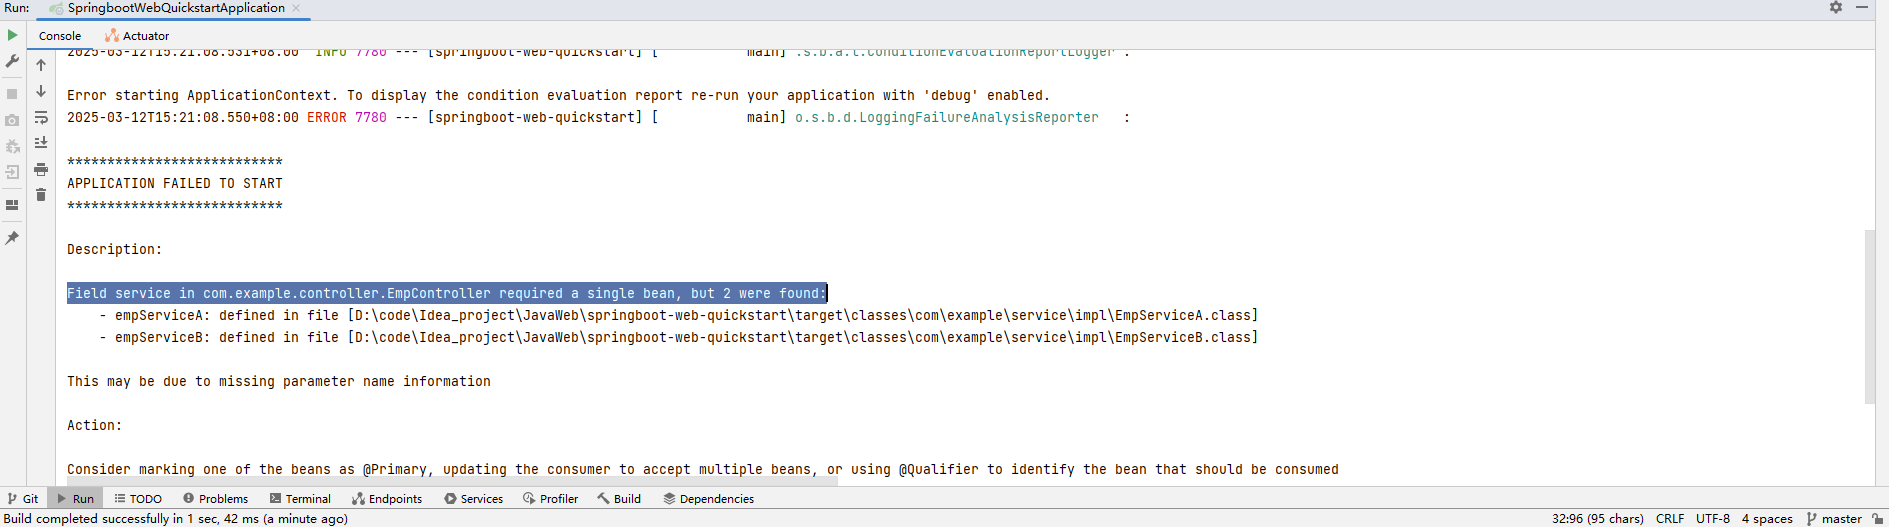 Run: SpringbootWebQuickstartApplication ×
Console Actuator
2025-03-12T15:21:08.531+08:00  INFO 7780 --- [springboot-web-quickstart] [           main] .s.b.a.l.ConditionEvaluationReportLogger :
Error starting ApplicationContext. To display the condition evaluation report re-run your application with 'debug' enabled.
2025-03-12T15:21:08.550+08:00 ERROR 7780 --- [springboot-web-quickstart] [           main] o.s.b.d.LoggingFailureAnalysisReporter   :
***************************
APPLICATION FAILED TO START
***************************
Description:
Field service in com.example.controller.EmpController required a single bean, but 2 were found:
- empServiceA: defined in file [D:\code\Idea_project\JavaWeb\springboot-web-quickstart\target\classes\com\example\service\impl\EmpServiceA.class]
- empServiceB: defined in file [D:\code\Idea_project\JavaWeb\springboot-web-quickstart\target\classes\com\example\service\impl\EmpServiceB.class]
This may be due to missing parameter name information
Action:
Consider marking one of the beans as @Primary, updating the consumer to accept multiple beans, or using @Qualifier to identify the bean that should be consumed
Git Run TODO Problems Terminal Endpoints Services Profiler Build Dependencies
Build completed successfully in 1 sec, 42 ms (a minute ago) 32:96 (95 chars) CRLF UTF-8 4 spaces master